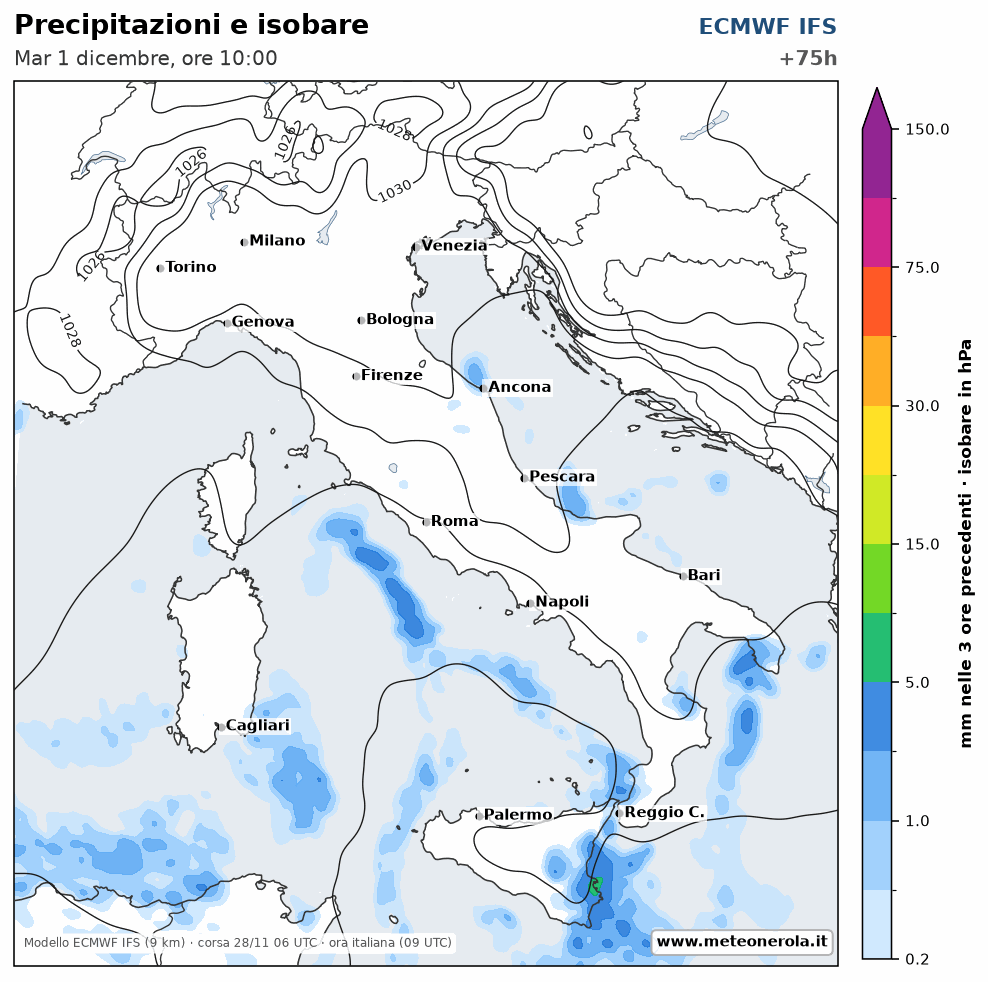 Precipitazioni e isobare
ECMWF IFS
Mar 1 dicembre, ore 10:00
+75h
1026
1028
1026
1030
1026
1028
Milano
Venezia
Torino
Genova
Bologna
Firenze
Ancona
Pescara
Roma
Bari
Napoli
Cagliari
Palermo
Reggio C.
150.0
75.0
30.0
15.0
5.0
1.0
0.2
mm nelle 3 ore precedenti · isobare in hPa
Modello ECMWF IFS (9 km) · corsa 28/11 06 UTC · ora italiana (09 UTC)
www.meteonerola.it